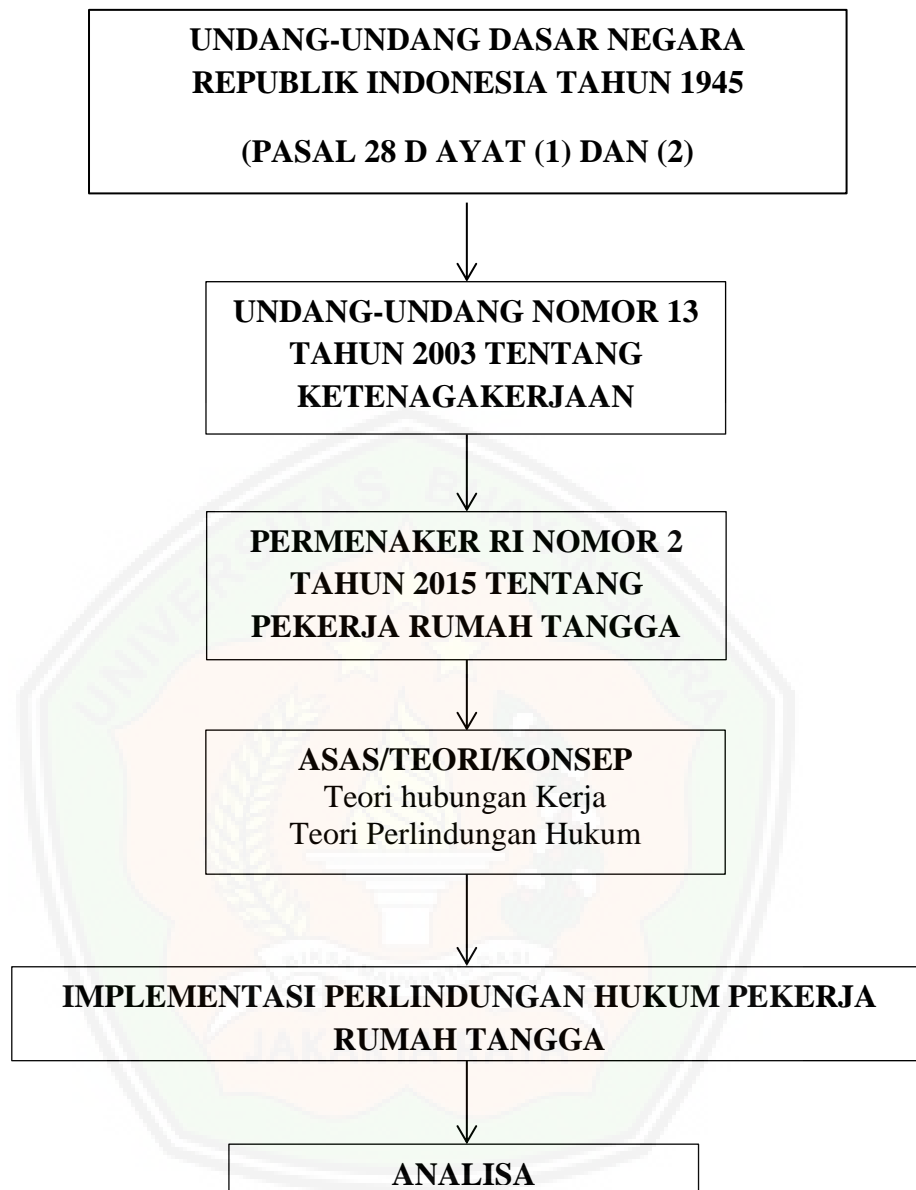 UNDANG-UNDANG DASAR NEGARA
REPUBLIK INDONESIA TAHUN 1945
(PASAL 28 D AYAT (1) DAN (2)
UNDANG-UNDANG NOMOR 13
TAHUN 2003 TENTANG
KETENAGAKERJAAN
PERMENAKER RI NOMOR 2
TAHUN 2015 TENTANG
PEKERJA RUMAH TANGGA
ASAS/TEORI/KONSEP
Teori hubungan Kerja
Teori Perlindungan Hukum
IMPLEMENTASI PERLINDUNGAN HUKUM PEKERJA
RUMAH TANGGA
ANALISA